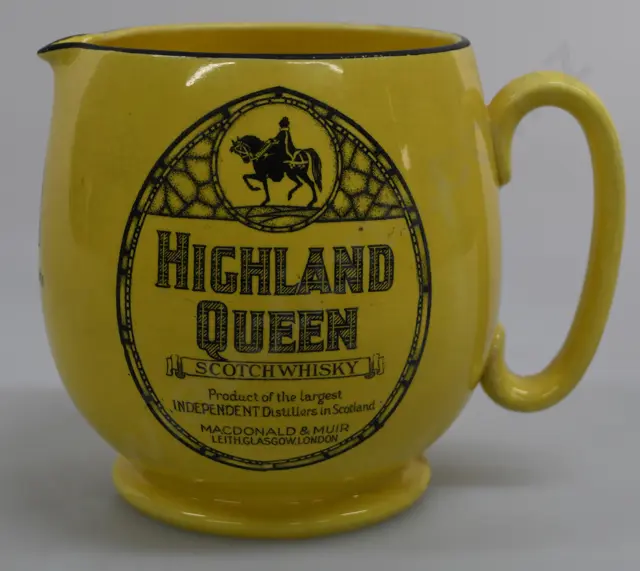 HIGHLAND
QUEEN
SCOTCH WHISKY
Product of the largest
INDEPENDENT Distillers in Scotland
MACDONALD & MUIR
LEITH, GLASGOW, LONDON